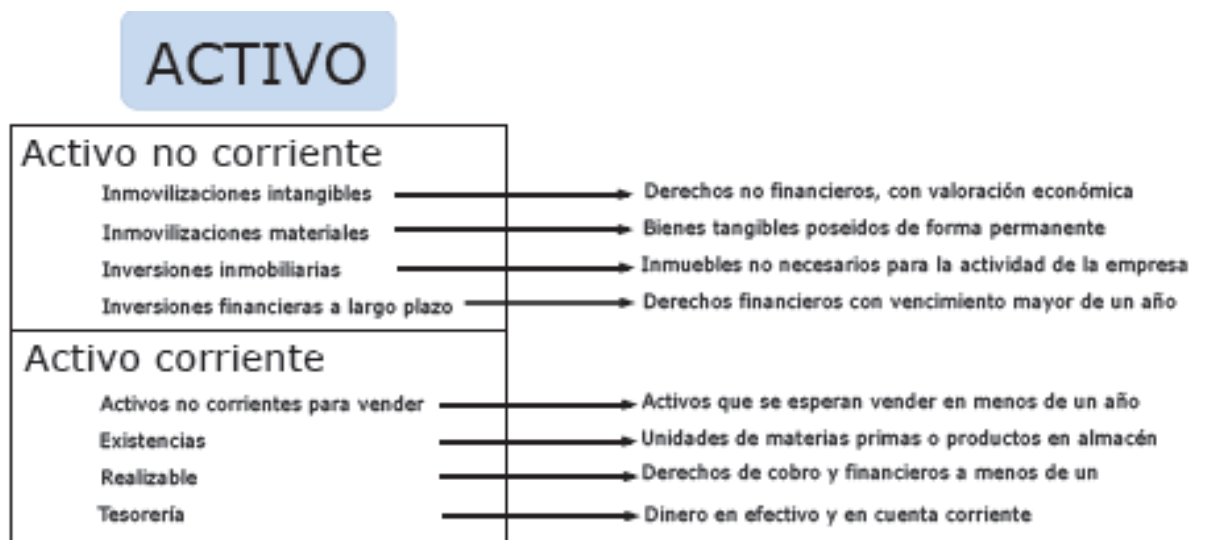 ACTIVO
Activo no corriente
Inmovilizaciones intangibles Derechos no financieros, con valoración económica
Inmovilizaciones materiales Bienes tangibles poseidos de forma permanente
Inversiones inmobiliarias Inmuebles no necesarios para la actividad de la empresa
Inversiones financieras a largo plazo Derechos financieros con vencimiento mayor de un año
Activo corriente
Activos no corrientes para vender Activos que se esperan vender en menos de un año
Existencias Unidades de materias primas o productos en almacén
Realizable Derechos de cobro y financieros a menos de un
Tesorería Dinero en efectivo y en cuenta corriente